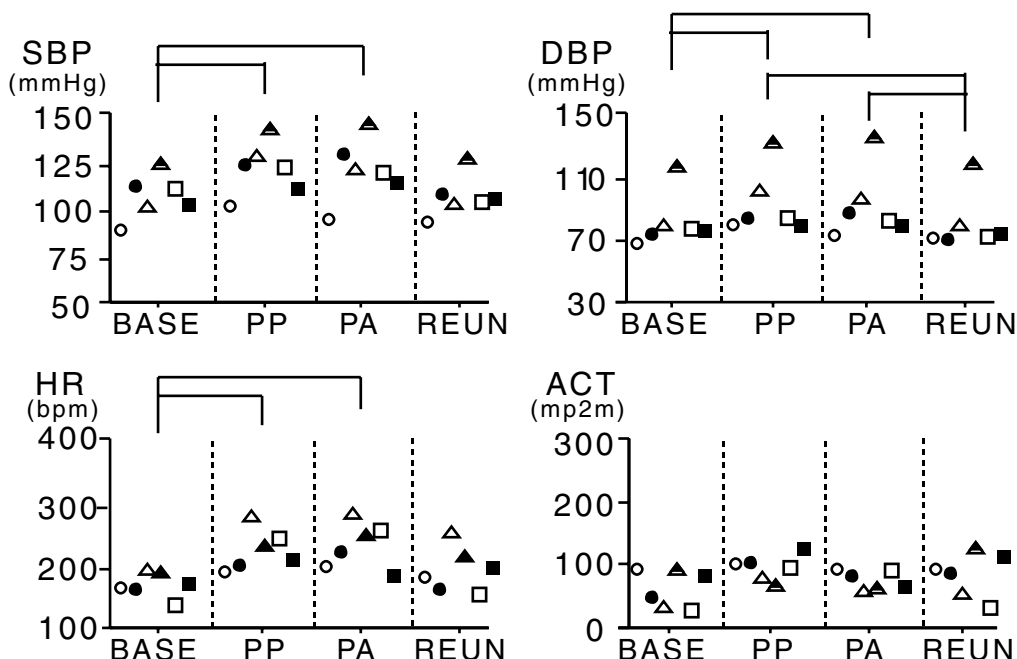 SBP
(mmHg)
150
125
100
75
50
BASE PP PA REUN
DBP
(mmHg)
150
110
70
30
BASE PP PA REUN
HR
(bpm)
400
300
200
100
BASE PP PA REUN
ACT
(mp2m)
300
200
100
0
BASE PP PA REUN